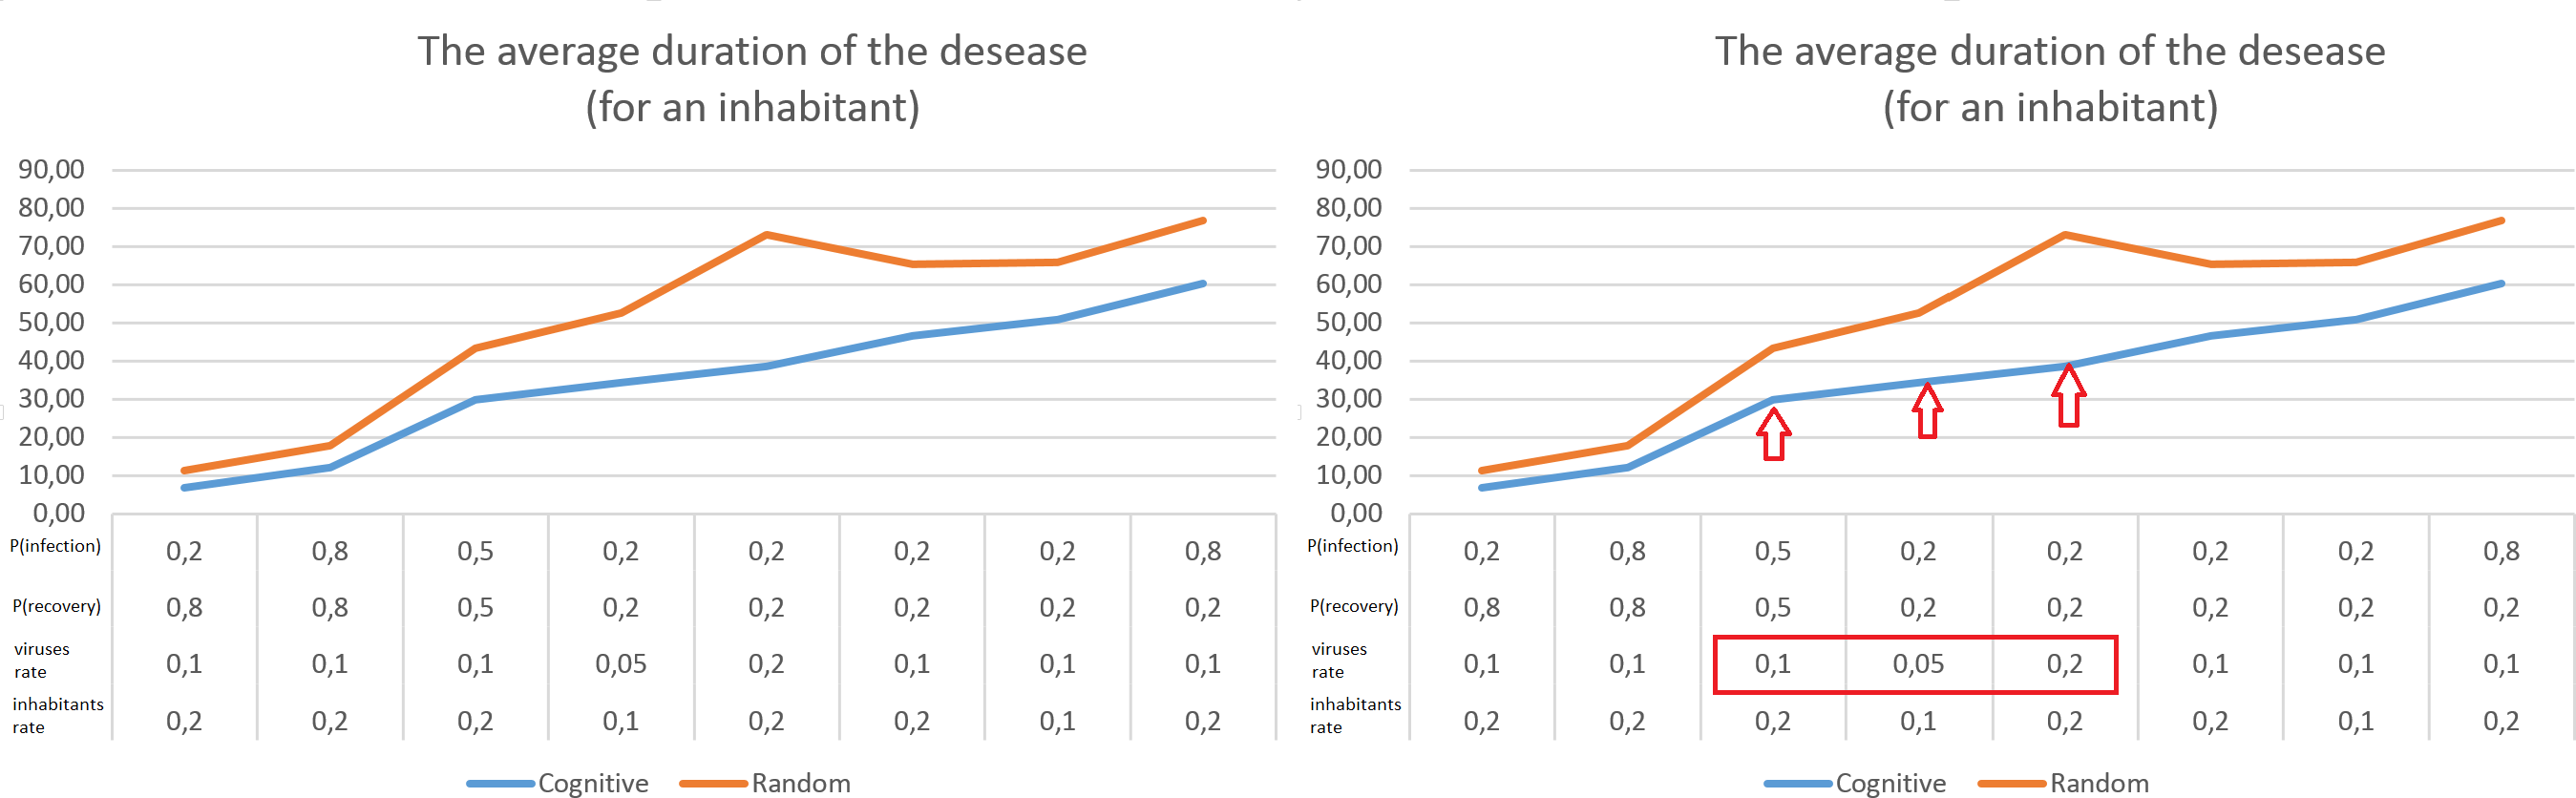 The average duration of the desease
(for an inhabitant)
90,00
80,00
70,00
60,00
50,00
40,00
30,00
20,00
10,00
0,00
P(infection) 0,2 0,8 0,5 0,2 0,2 0,2 0,2 0,8
P(recovery) 0,8 0,8 0,5 0,2 0,2 0,2 0,2 0,2
viruses
rate 0,1 0,1 0,1 0,05 0,2 0,1 0,1 0,1
inhabitants
rate 0,2 0,2 0,2 0,1 0,2 0,2 0,1 0,2
Cognitive Random
The average duration of the desease
(for an inhabitant)
90,00
80,00
70,00
60,00
50,00
40,00
30,00
20,00
10,00
0,00
P(infection) 0,2 0,8 0,5 0,2 0,2 0,2 0,2 0,8
P(recovery) 0,8 0,8 0,5 0,2 0,2 0,2 0,2 0,2
viruses
rate 0,1 0,1 0,1 0,05 0,2 0,1 0,1 0,1
inhabitants
rate 0,2 0,2 0,2 0,1 0,2 0,2 0,1 0,2
Cognitive Random